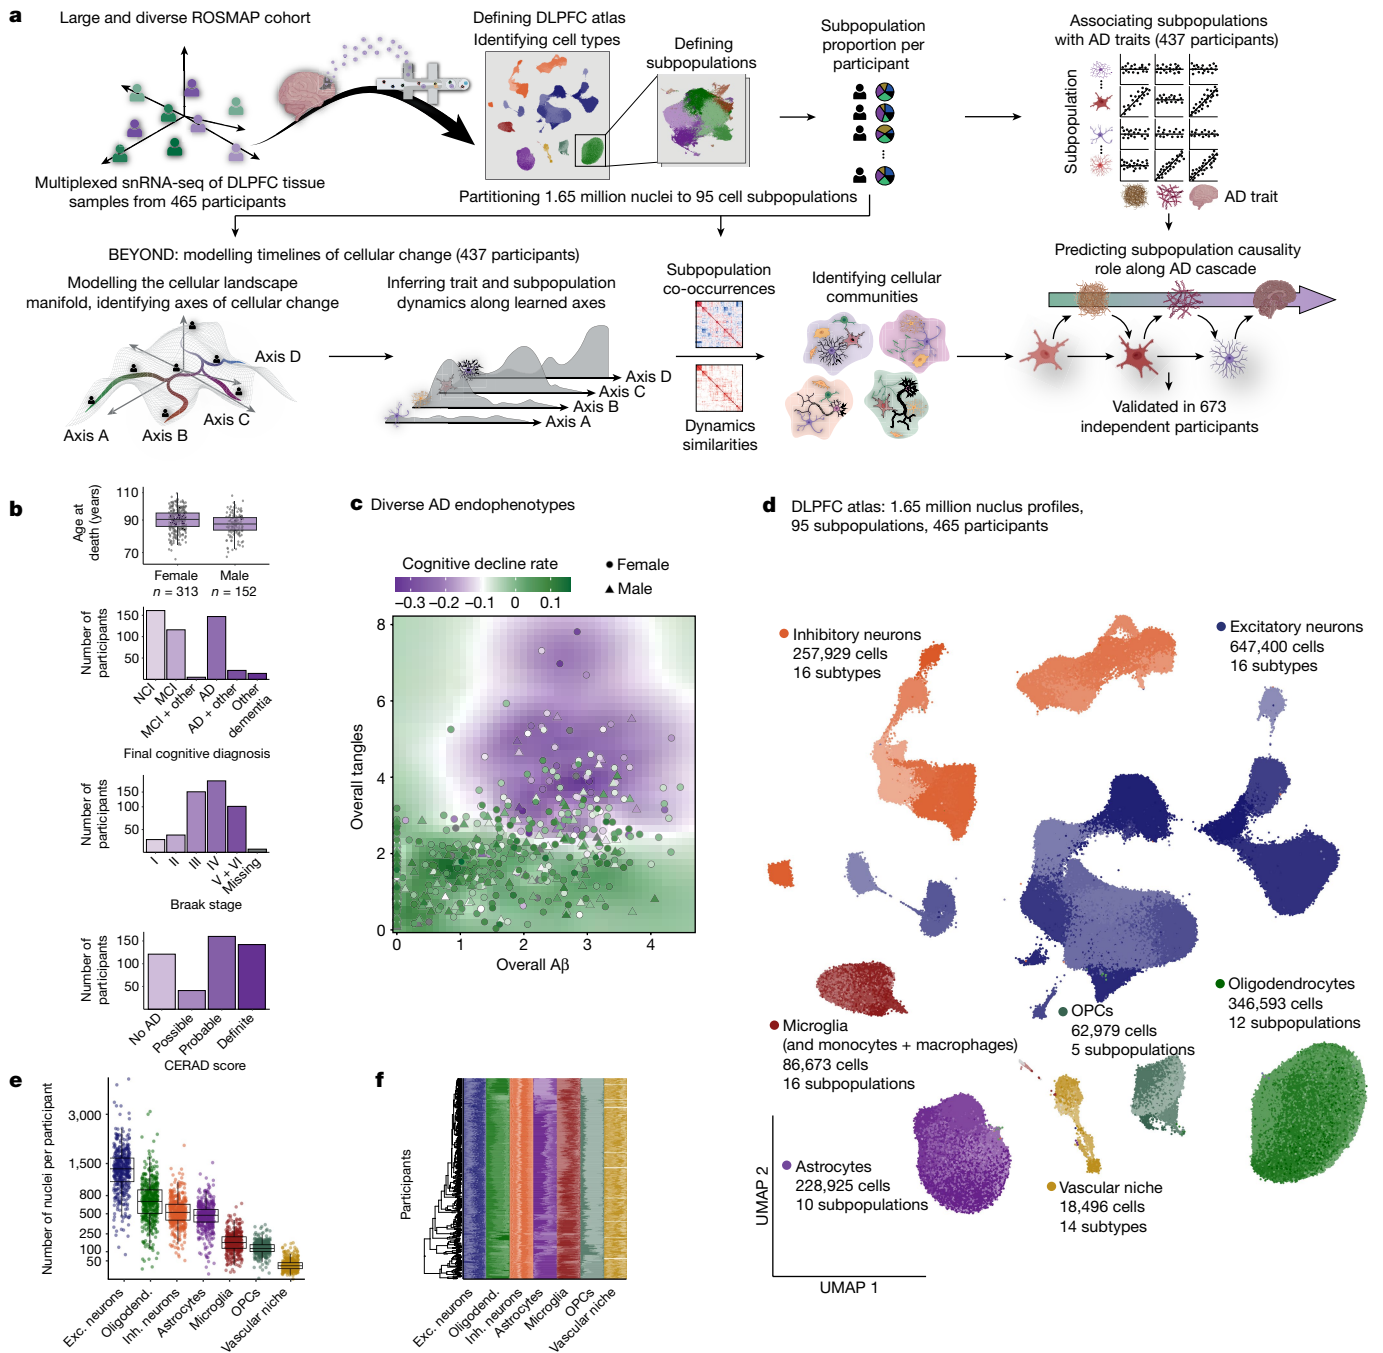 a
Large and diverse ROSMAP cohort
Multiplexed snRNA-seq of DLPFC tissue
samples from 465 participants
Defining DLPFC atlas
Identifying cell types
Defining
subpopulations
Partitioning 1.65 million nuclei to 95 cell subpopulations
Subpopulation
proportion per
participant
Associating subpopulations
with AD traits (437 participants)
Subpopulation
AD trait
BEYOND: modelling timelines of cellular change (437 participants)
Modelling the cellular landscape
manifold, identifying axes of cellular change
Axis A
Axis B
Axis C
Axis D
Inferring trait and subpopulation
dynamics along learned axes
Axis D
Axis C
Axis B
Axis A
Subpopulation
co-occurrences
Dynamics
similarities
Identifying cellular
communities
Predicting subpopulation causality
role along AD cascade
Validated in 673
independent participants
b
Age at
death (years)
110
90
70
Female
n = 313
Male
n = 152
Number of
participants
150
100
50
NCI
MCI
MCI + other
AD
AD + other
Other
dementia
Final cognitive diagnosis
Number of
participants
150
100
50
I
II
III
IV
V + VI
Missing
Braak stage
Number of
participants
150
100
50
No AD
Possible
Probable
Definite
CERAD score
c Diverse AD endophenotypes
Cognitive decline rate
−0.3 −0.2 −0.1 0 0.1
Female
Male
Overall tangles
8
6
4
2
0
0 1 2 3 4
Overall Aβ
d DLPFC atlas: 1.65 million nucleus profiles,
95 subpopulations, 465 participants
Inhibitory neurons
257,929 cells
16 subtypes
Excitatory neurons
647,400 cells
16 subtypes
Oligodendrocytes
346,593 cells
12 subpopulations
OPCs
62,979 cells
5 subpopulations
Microglia
(and monocytes + macrophages)
86,673 cells
16 subpopulations
Astrocytes
228,925 cells
10 subpopulations
Vascular niche
18,496 cells
14 subtypes
UMAP 2
UMAP 1
e
Number of nuclei per participant
3,000
1,500
800
500
250
100
50
Exc. neurons
Oligodend.
Inh. neurons
Astrocytes
Microglia
OPCs
Vascular niche
f
Participants
Exc. neurons
Oligodend.
Inh. neurons
Astrocytes
Microglia
OPCs
Vascular niche